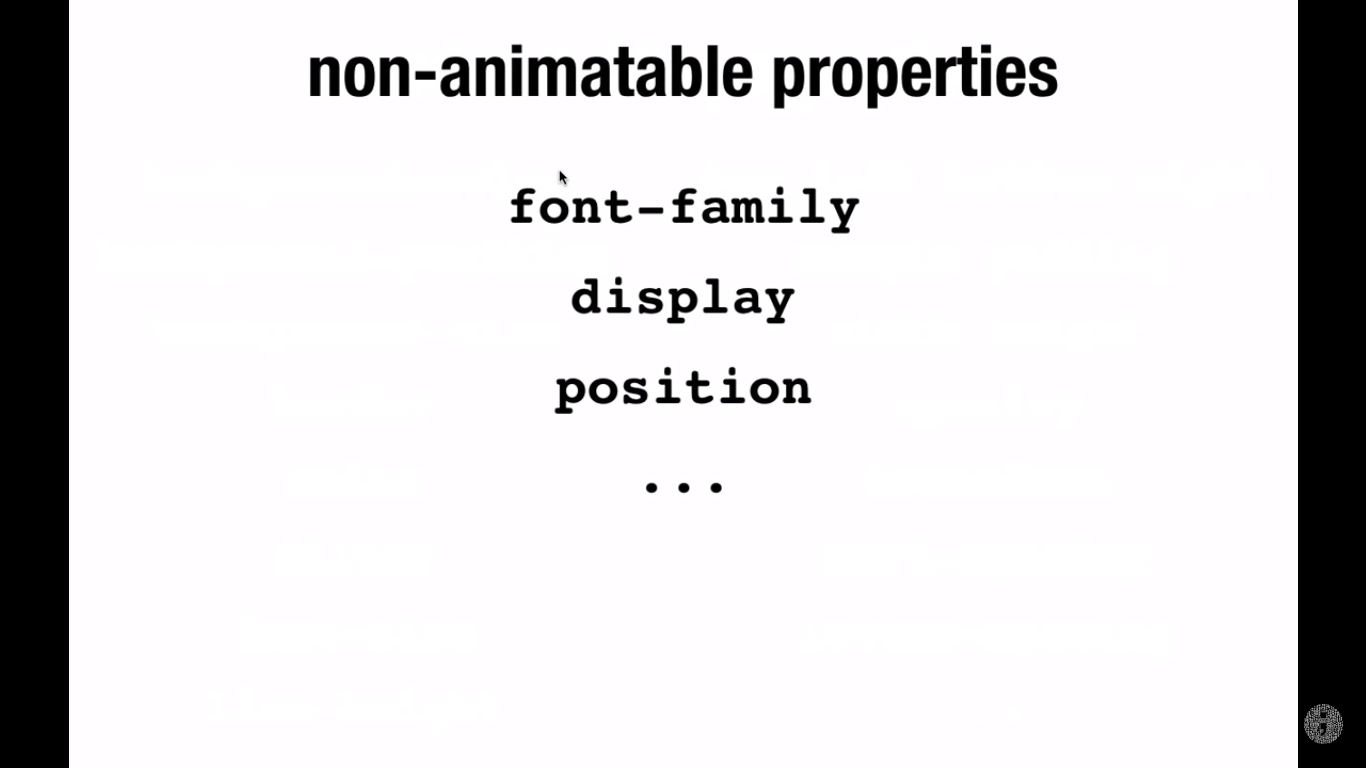 non-animatable properties
font-family
display
position
...